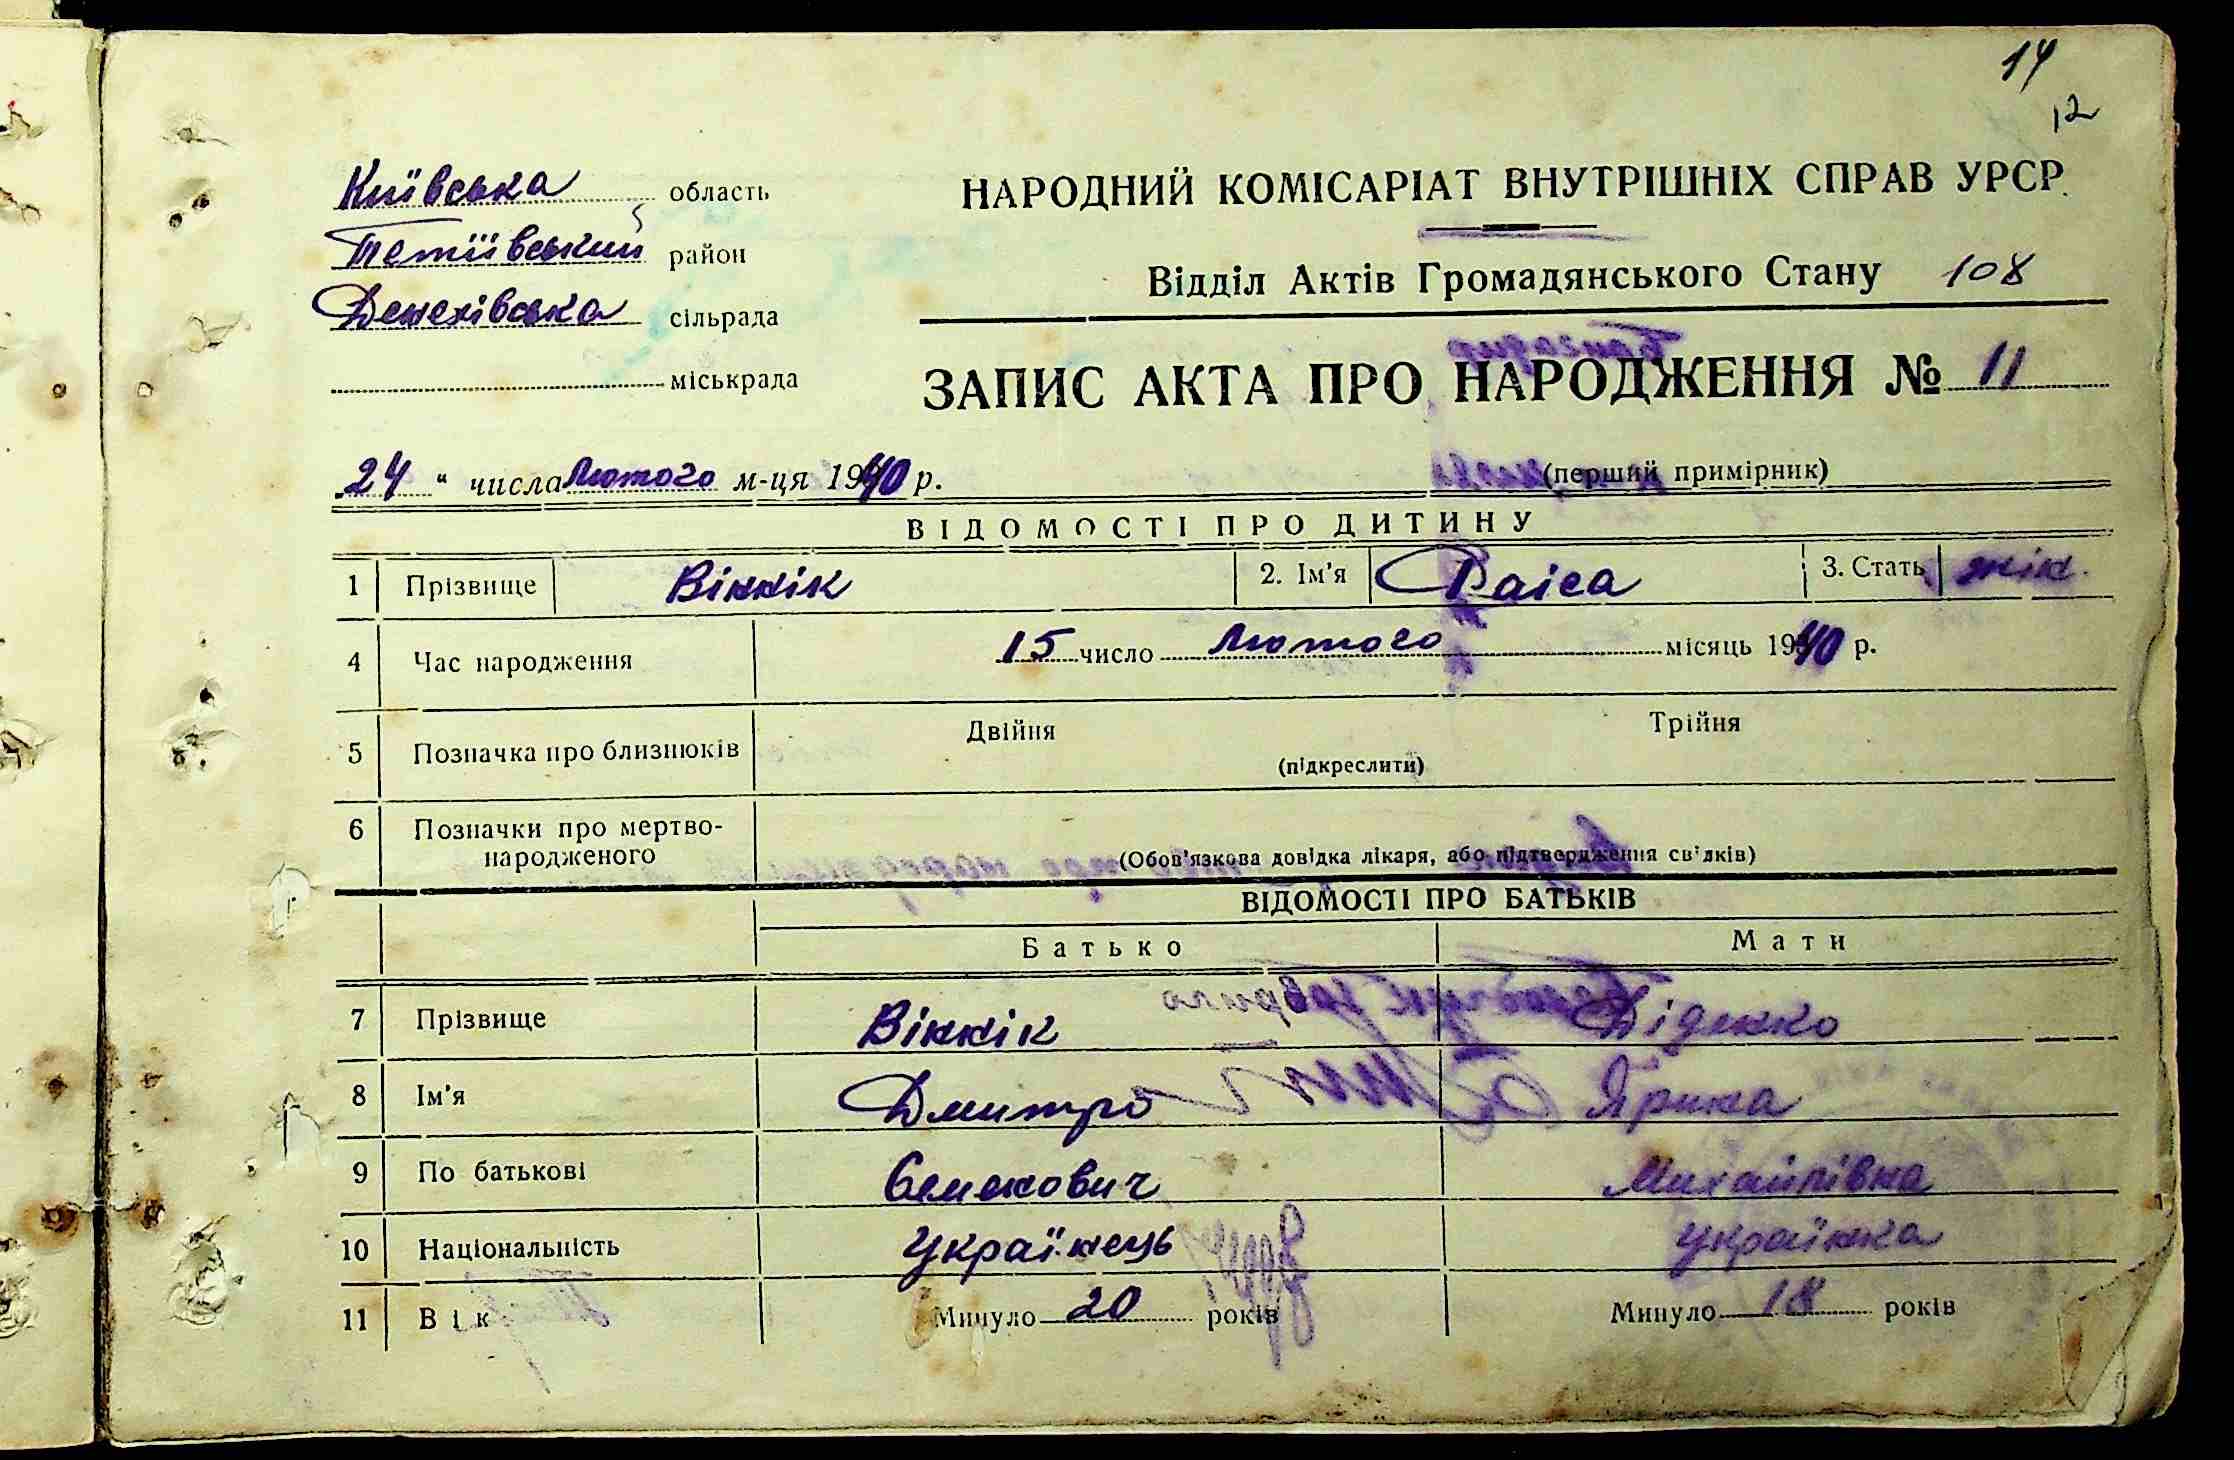 14
12
Київська область
Тетіївський район
Денехівська сільрада
міськрада
НАРОДНИЙ КОМІСАРІАТ ВНУТРІШНІХ СПРАВ УРСР.
Відділ Актів Громадянського Стану 108
ЗАПИС АКТА ПРО НАРОДЖЕННЯ № 11
24 " числа Лютого м-ця 1940 р.
(перший примірник)
ВІДОМОСТІ ПРО ДИТИНУ
1 Прізвище Віннік 2. Ім'я Раіса 3. Стать жін.
4 Час народження 15 число Лютого місяць 1940 р.
5 Позначка про близнюків Двійня Трійня
(підкреслити)
6 Позначки про мертво-
народженого (Обов'язкова довідка лікаря, або підтвердження свідків)
ВІДОМОСТІ ПРО БАТЬКІВ
Батько Мати
7 Прізвище Віннік Діденко
8 Ім'я Дмитро Ярина
9 По батькові Семенович Михайлівна
10 Національність Українець Українка
11 Вік Минуло 20 років Минуло 18 років